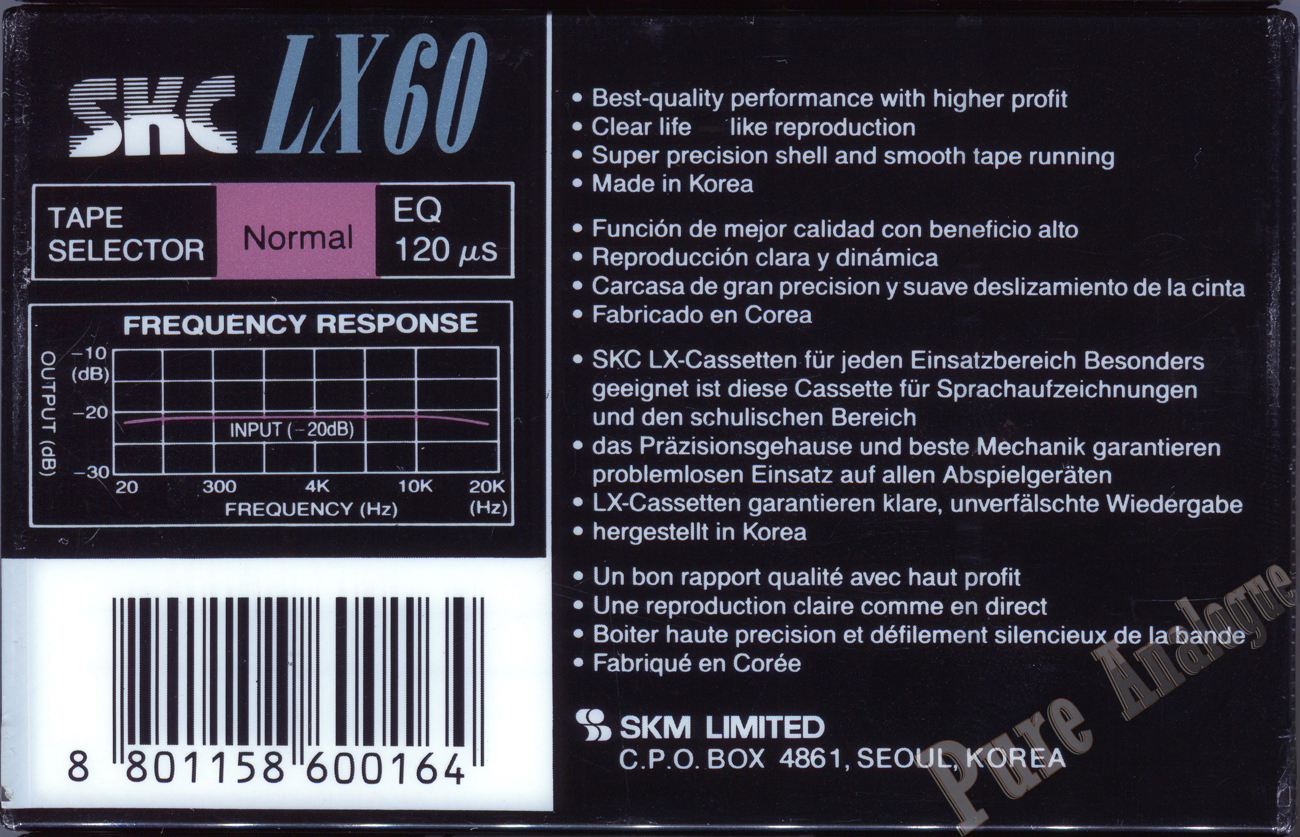 SKC LX60
TAPE SELECTOR
Normal
EQ
120 µs
FREQUENCY RESPONSE
OUTPUT (dB)
−10
(dB)
−20
−30
INPUT (−20dB)
20 300 4K 10K 20K
FREQUENCY (Hz) (Hz)
8 801158 600164
• Best-quality performance with higher profit
• Clear life like reproduction
• Super precision shell and smooth tape running
• Made in Korea
• Función de mejor calidad con beneficio alto
• Reproducción clara y dinámica
• Carcasa de gran precision y suave deslizamiento de la cinta
• Fabricado en Corea
• SKC LX-Cassetten für jeden Einsatzbereich Besonders
geeignet ist diese Cassette für Sprachaufzeichnungen
und den schulischen Bereich
• das Präzisionsgehause und beste Mechanik garantieren
problemlosen Einsatz auf allen Abspielgeräten
• LX-Cassetten garantieren klare, unverfälschte Wiedergabe
• hergestellt in Korea
• Un bon rapport qualité avec haut profit
• Une reproduction claire comme en direct
• Boiter haute precision et défilement silencieux de la bande
• Fabriqué en Corée
SKM LIMITED
C.P.O. BOX 4861, SEOUL, KOREA
Pure Analogue